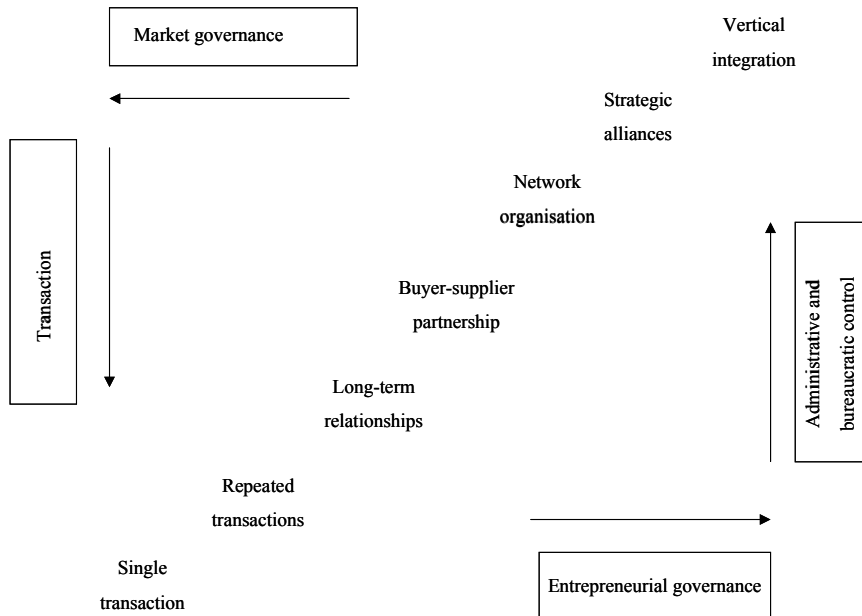 Market governance
Vertical
integration
Strategic
alliances
Network
organisation
Transaction
Buyer-supplier
partnership
Administrative and
bureaucratic control
Long-term
relationships
Repeated
transactions
Single
transaction
Entrepreneurial governance